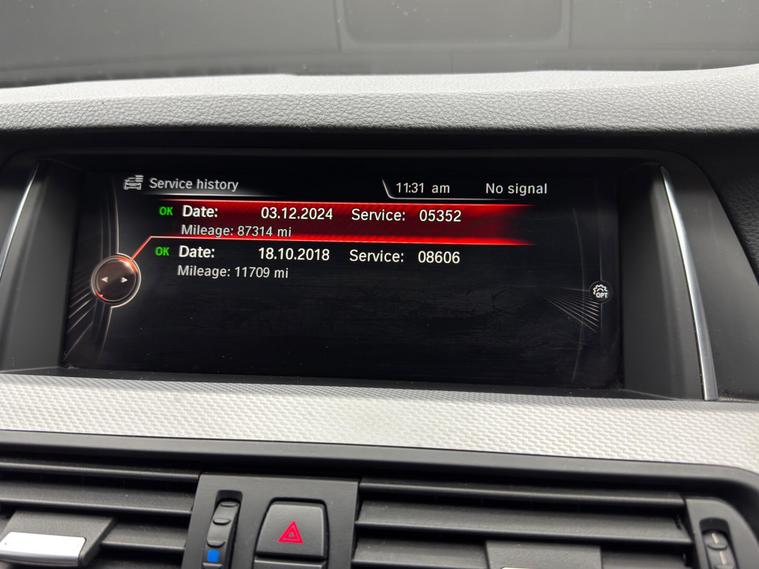 Service history 11:31 am No signal
OK Date: 03.12.2024 Service: 05352
Mileage: 87314 mi
OK Date: 18.10.2018 Service: 08606
Mileage: 11709 mi
OPT